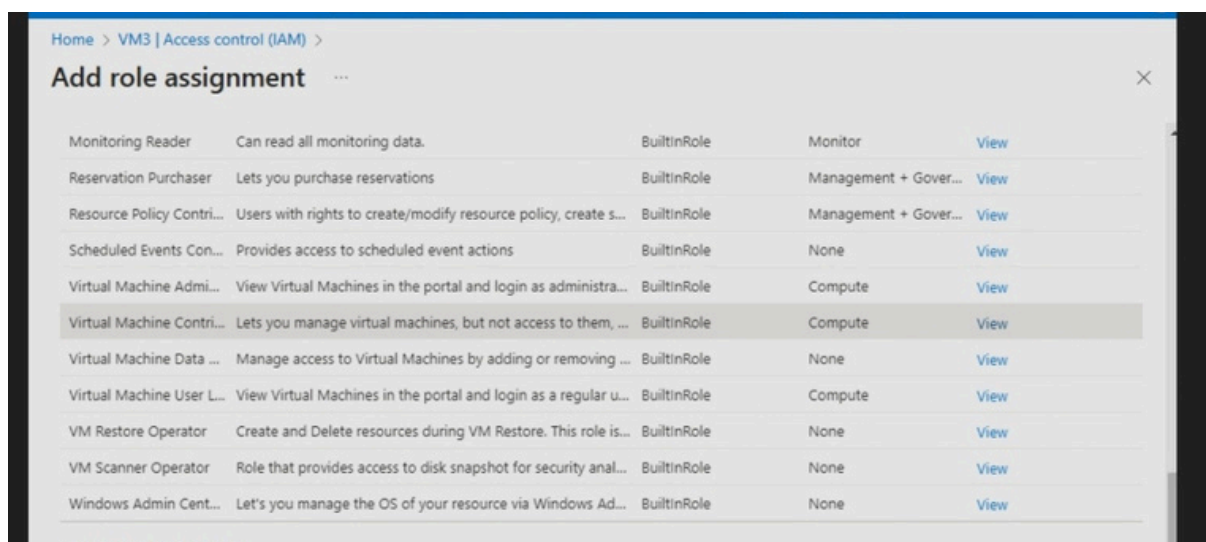 Home > VM3 | Access control (IAM) >
Add role assignment ...
Monitoring Reader Can read all monitoring data. BuiltInRole Monitor View
Reservation Purchaser Lets you purchase reservations BuiltInRole Management + Gover... View
Resource Policy Contri... Users with rights to create/modify resource policy, create s... BuiltInRole Management + Gover... View
Scheduled Events Con... Provides access to scheduled event actions BuiltInRole None View
Virtual Machine Admi... View Virtual Machines in the portal and login as administra... BuiltInRole Compute View
Virtual Machine Contri... Lets you manage virtual machines, but not access to them, ... BuiltInRole Compute View
Virtual Machine Data ... Manage access to Virtual Machines by adding or removing ... BuiltInRole None View
Virtual Machine User L... View Virtual Machines in the portal and login as a regular u... BuiltInRole Compute View
VM Restore Operator Create and Delete resources during VM Restore. This role is... BuiltInRole None View
VM Scanner Operator Role that provides access to disk snapshot for security anal... BuiltInRole None View
Windows Admin Cent... Let's you manage the OS of your resource via Windows Ad... BuiltInRole None View